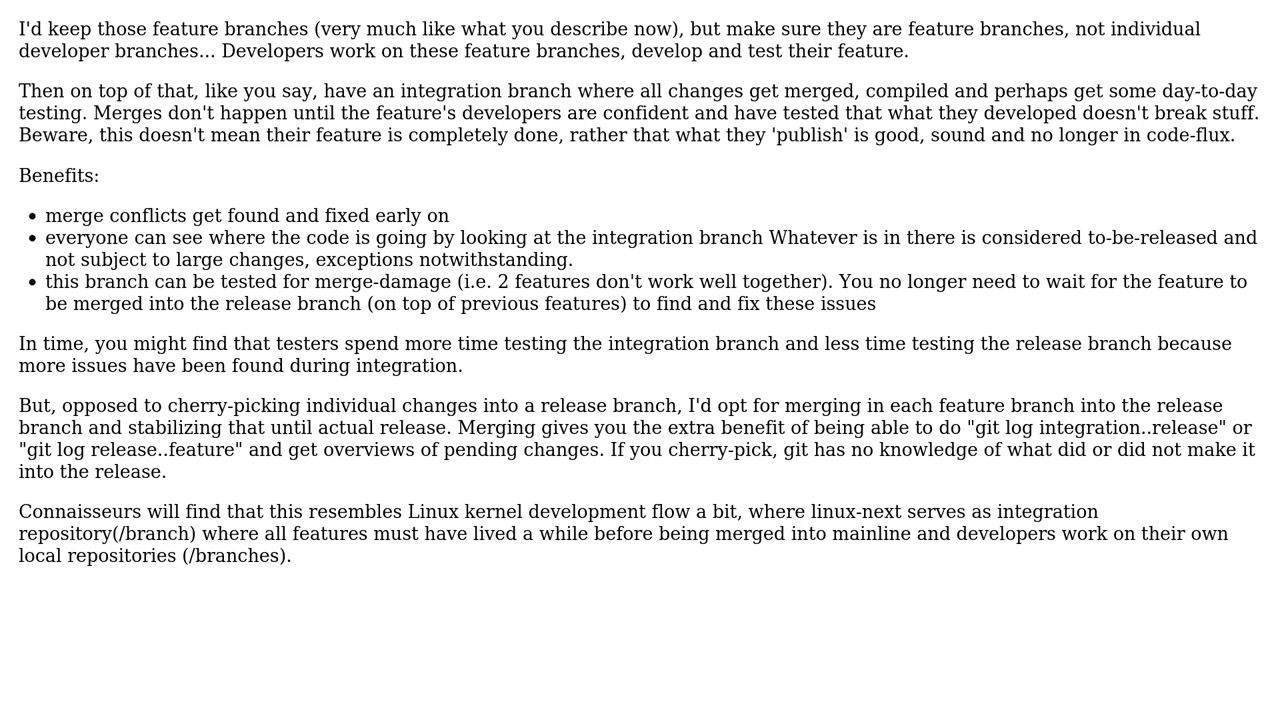 I'd keep those feature branches (very much like what you describe now), but make sure they are feature branches, not individual
developer branches... Developers work on these feature branches, develop and test their feature.
Then on top of that, like you say, have an integration branch where all changes get merged, compiled and perhaps get some day-to-day
testing. Merges don't happen until the feature's developers are confident and have tested that what they developed doesn't break stuff.
Beware, this doesn't mean their feature is completely done, rather that what they 'publish' is good, sound and no longer in code-flux.
Benefits:
• merge conflicts get found and fixed early on
• everyone can see where the code is going by looking at the integration branch Whatever is in there is considered to-be-released and
not subject to large changes, exceptions notwithstanding.
• this branch can be tested for merge-damage (i.e. 2 features don't work well together). You no longer need to wait for the feature to
be merged into the release branch (on top of previous features) to find and fix these issues
In time, you might find that testers spend more time testing the integration branch and less time testing the release branch because
more issues have been found during integration.
But, opposed to cherry-picking individual changes into a release branch, I'd opt for merging in each feature branch into the release
branch and stabilizing that until actual release. Merging gives you the extra benefit of being able to do "git log integration..release" or
"git log release..feature" and get overviews of pending changes. If you cherry-pick, git has no knowledge of what did or did not make it
into the release.
Connaisseurs will find that this resembles Linux kernel development flow a bit, where linux-next serves as integration
repository(/branch) where all features must have lived a while before being merged into mainline and developers work on their own
local repositories (/branches).